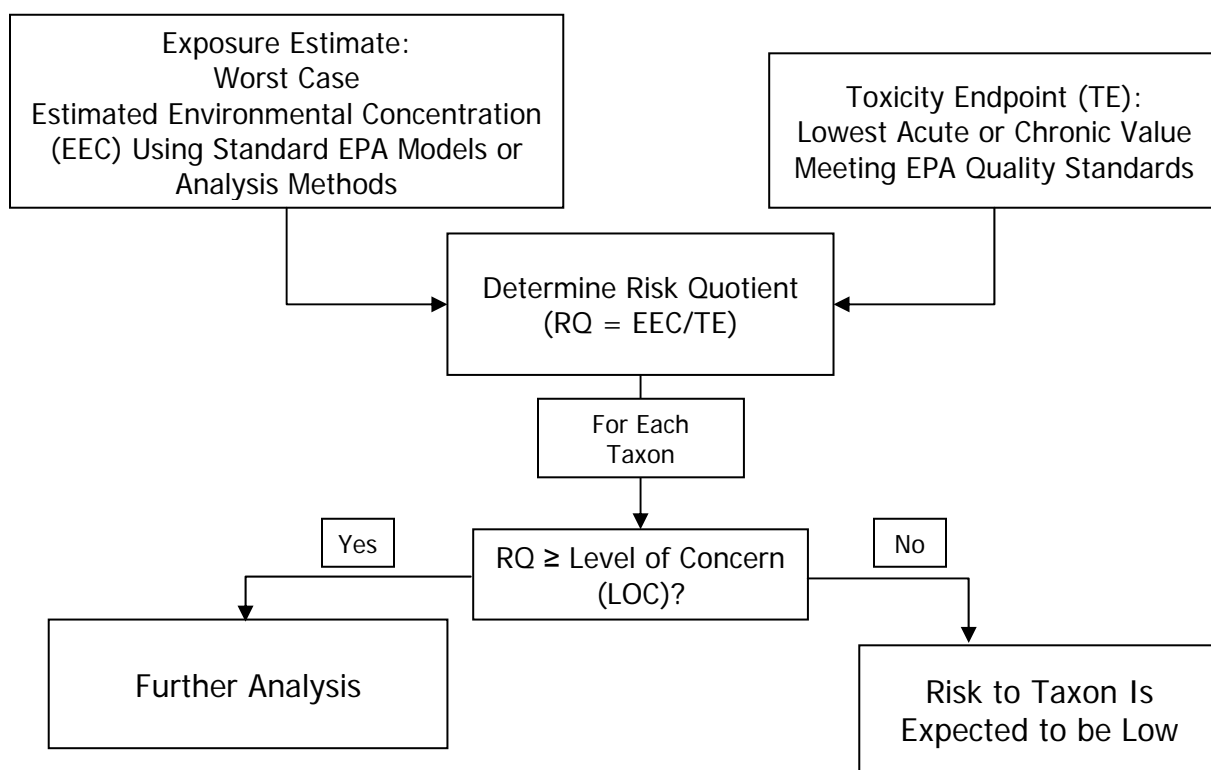 Exposure Estimate:
Worst Case
Estimated Environmental Concentration
(EEC) Using Standard EPA Models or
Analysis Methods
Toxicity Endpoint (TE):
Lowest Acute or Chronic Value
Meeting EPA Quality Standards
Determine Risk Quotient
(RQ = EEC/TE)
For Each
Taxon
Yes
RQ ≥ Level of Concern
(LOC)?
No
Further Analysis
Risk to Taxon Is
Expected to be Low